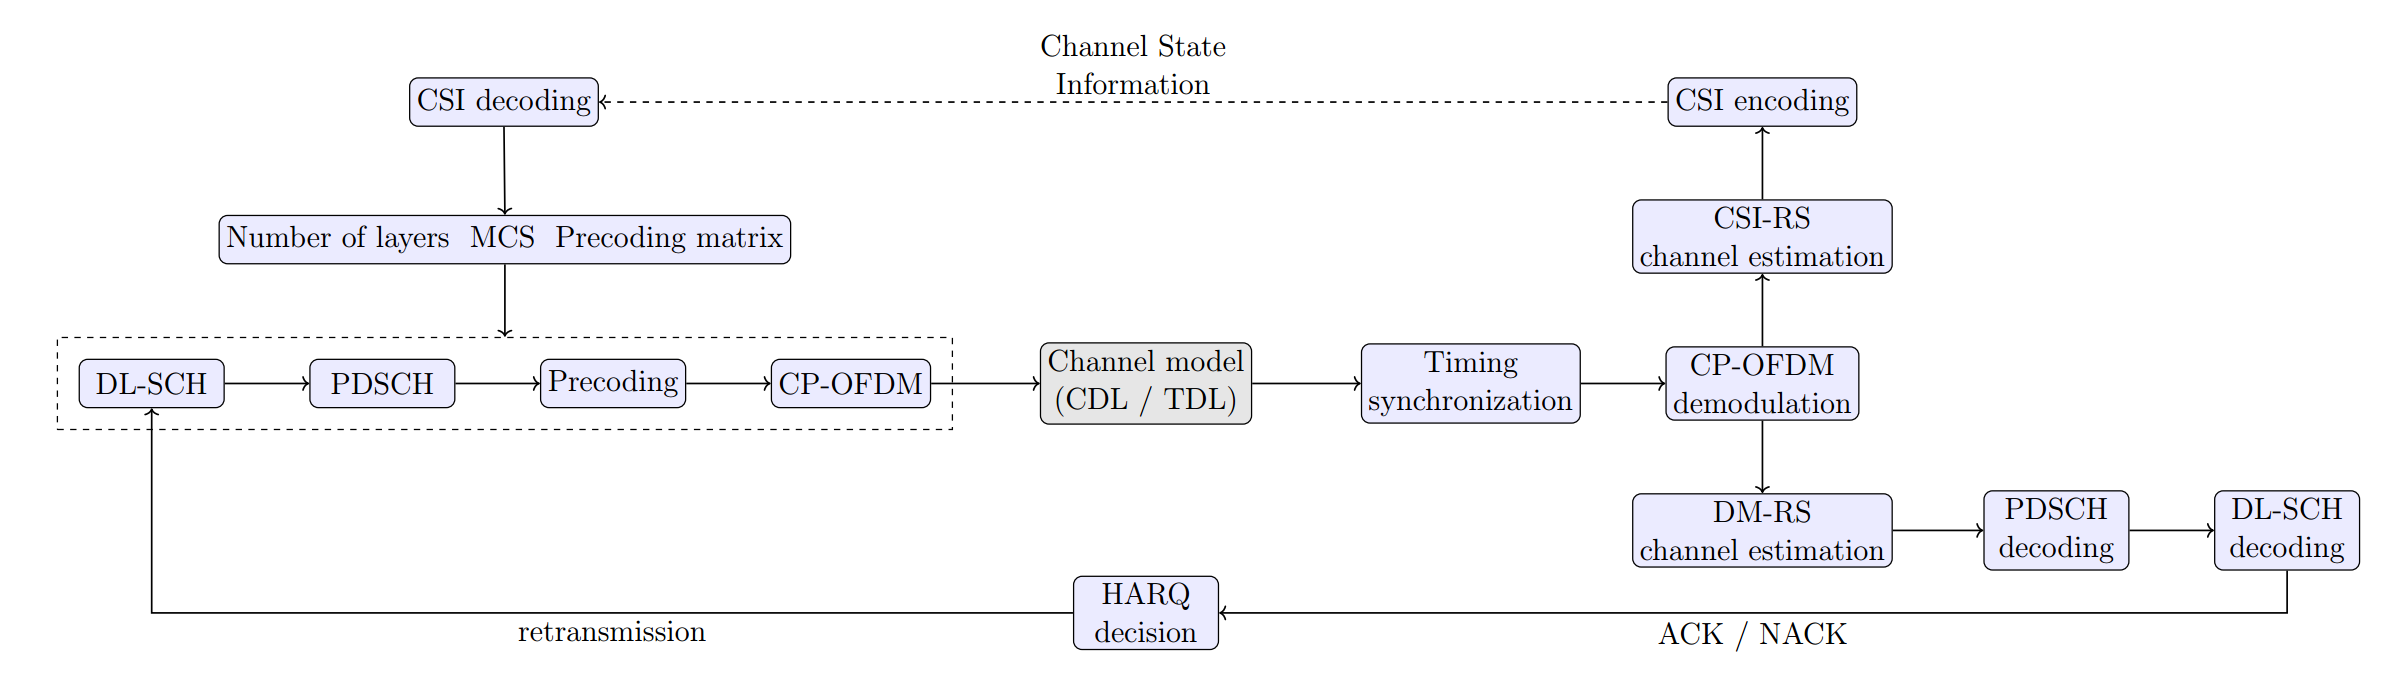 Channel State
Information
CSI decoding
CSI encoding
Number of layers  MCS  Precoding matrix
CSI-RS
channel estimation
DL-SCH
PDSCH
Precoding
CP-OFDM
Channel model
(CDL / TDL)
Timing
synchronization
CP-OFDM
demodulation
DM-RS
channel estimation
PDSCH
decoding
DL-SCH
decoding
HARQ
decision
retransmission
ACK / NACK